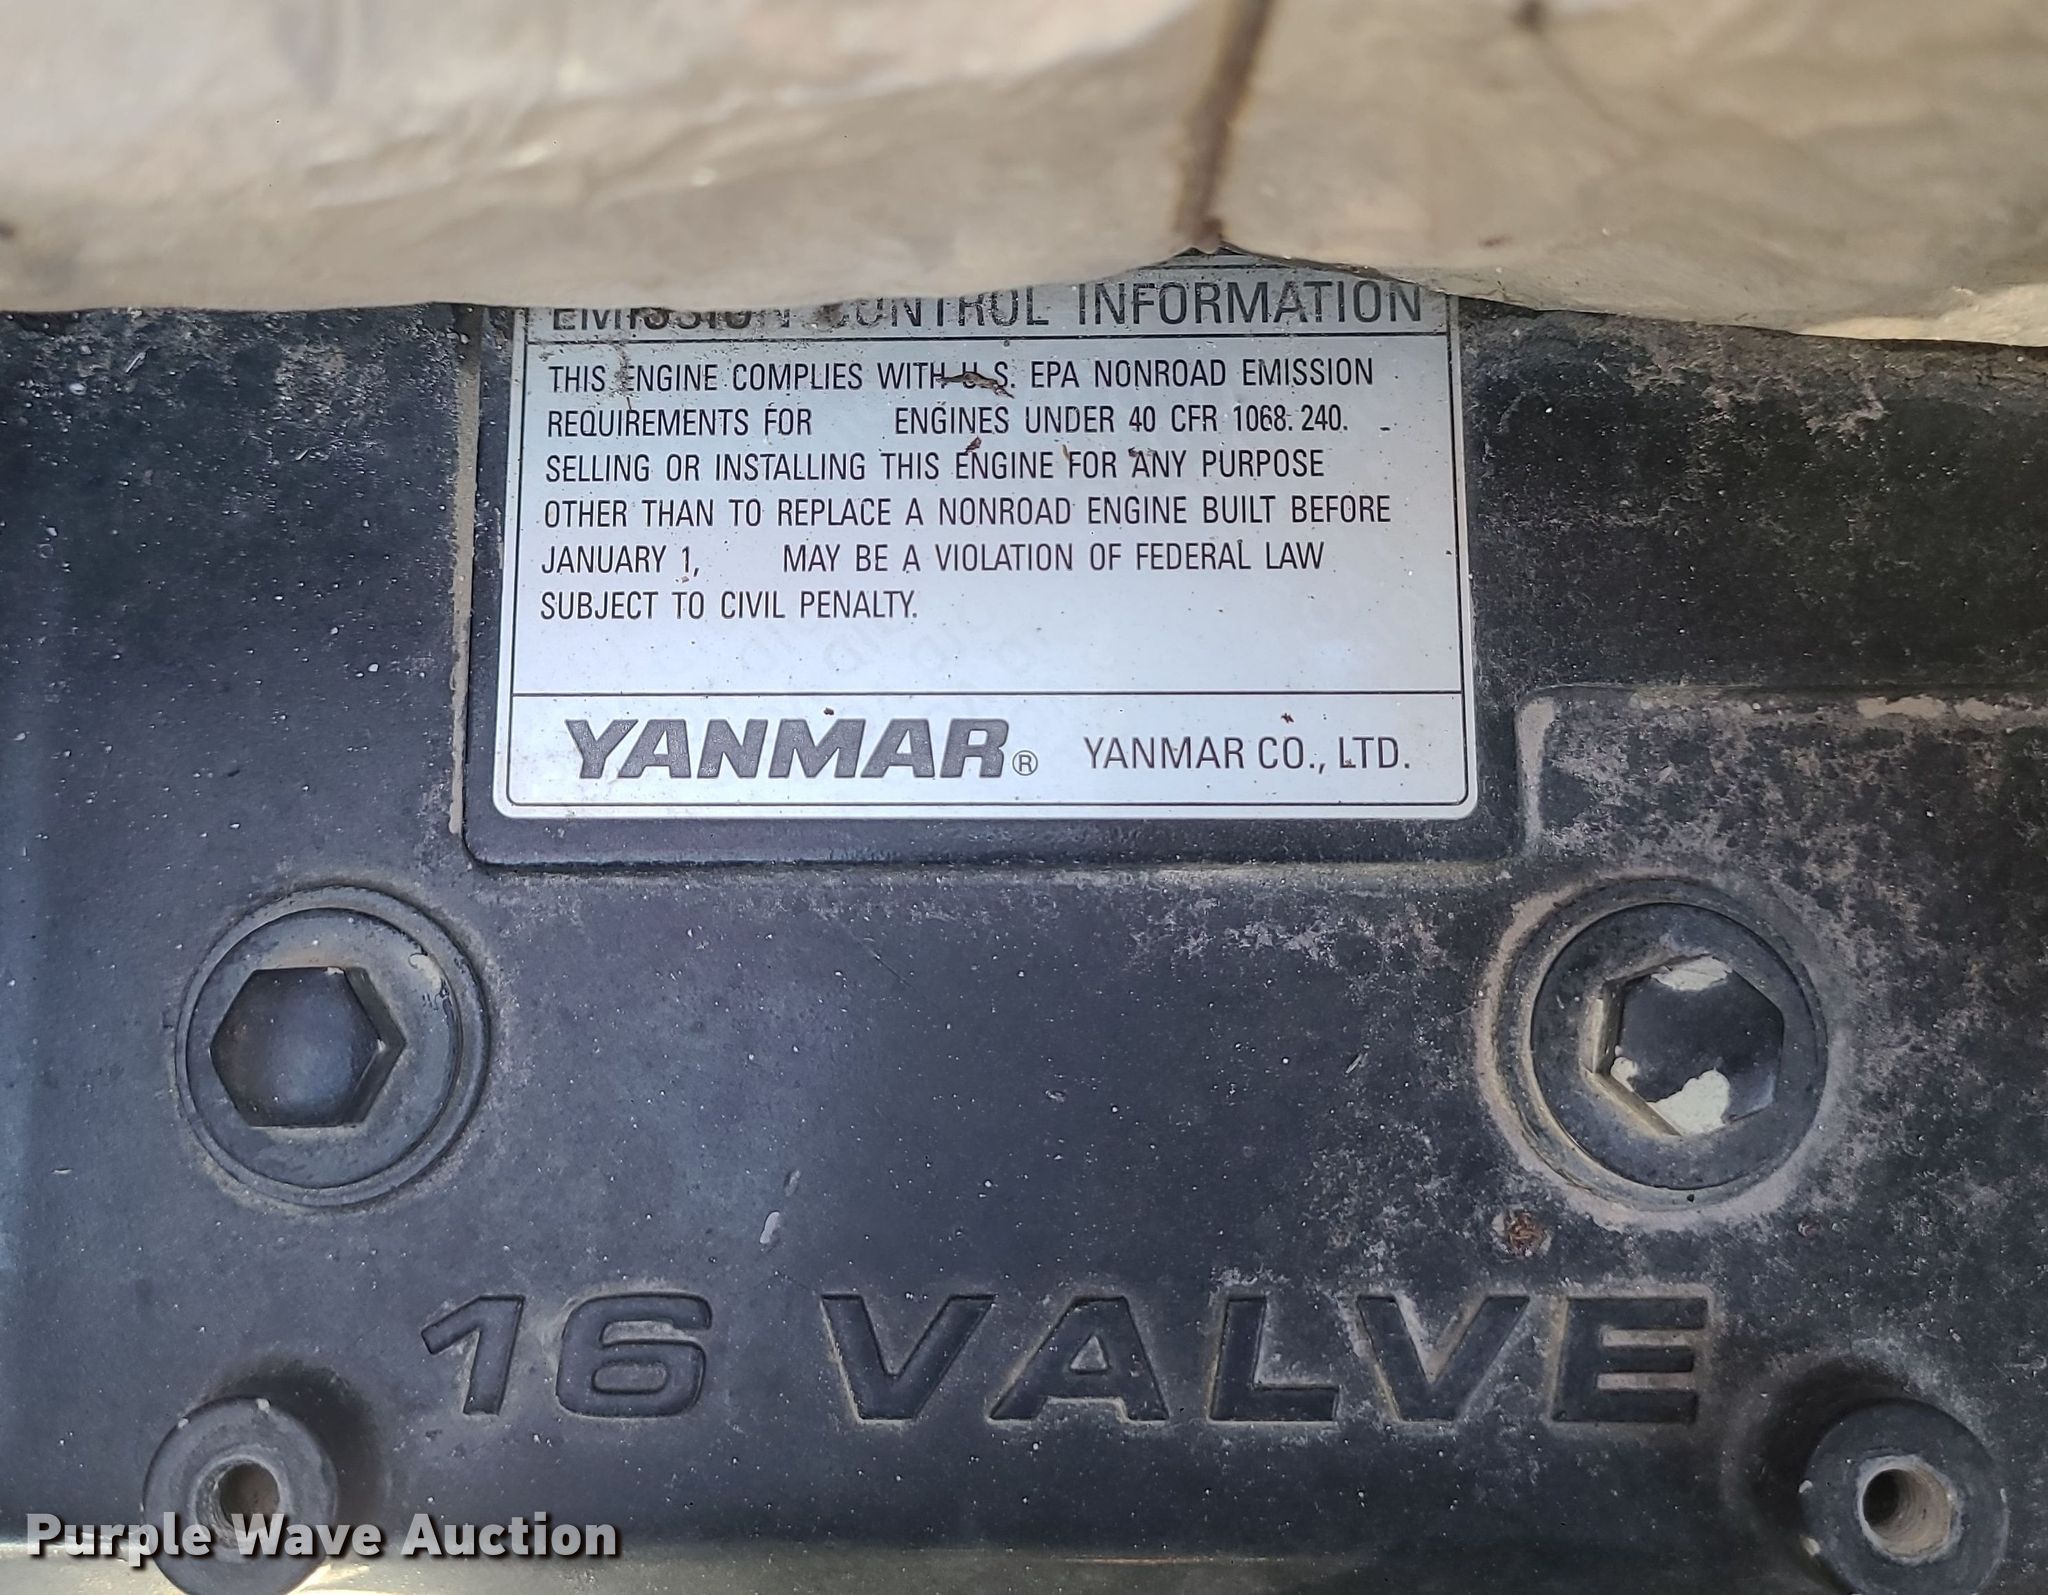 EMISSION CONTROL INFORMATION
THIS ENGINE COMPLIES WITH U.S. EPA NONROAD EMISSION
REQUIREMENTS FOR ENGINES UNDER 40 CFR 1068.240.
SELLING OR INSTALLING THIS ENGINE FOR ANY PURPOSE
OTHER THAN TO REPLACE A NONROAD ENGINE BUILT BEFORE
JANUARY 1, MAY BE A VIOLATION OF FEDERAL LAW
SUBJECT TO CIVIL PENALTY.
YANMAR® YANMAR CO., LTD.
16 VALVE
Purple Wave Auction